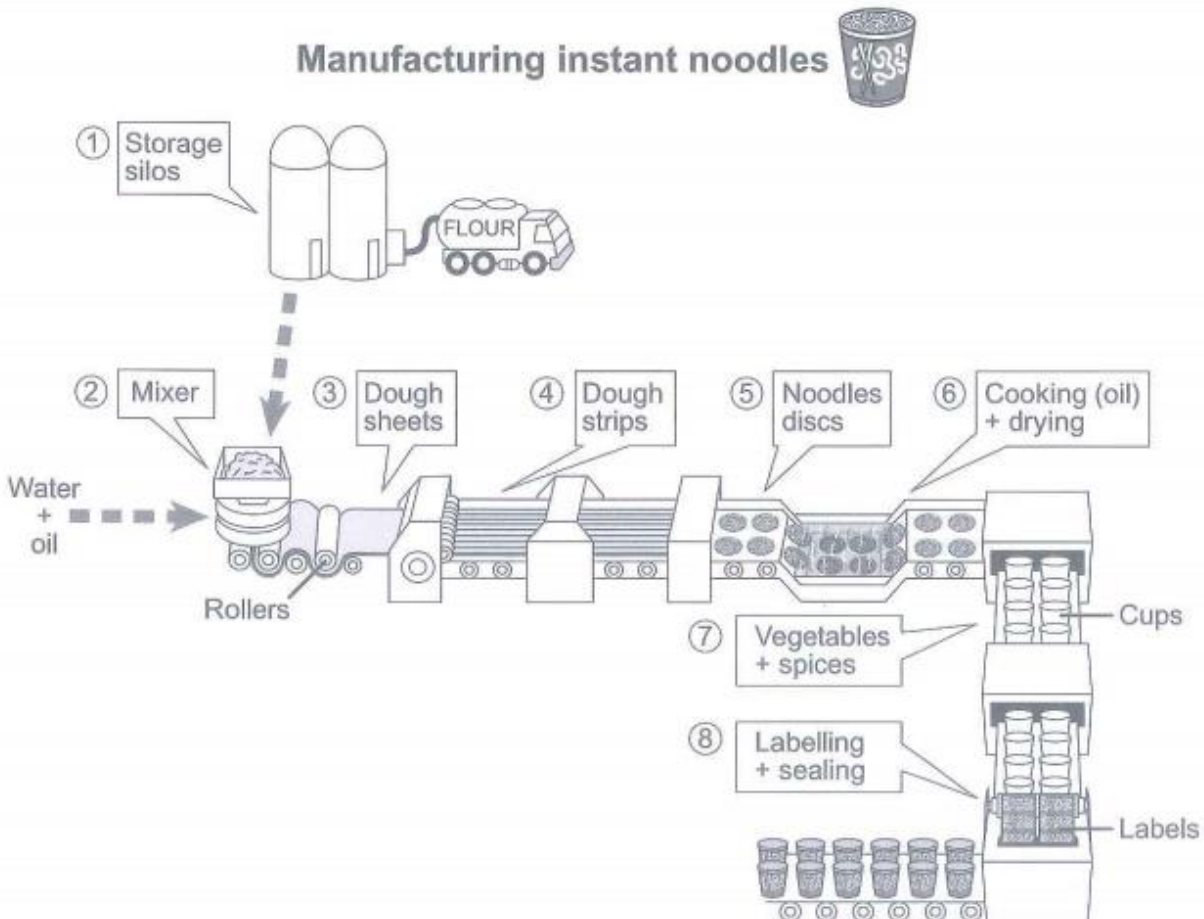 Manufacturing instant noodles
1
Storage
silos
FLOUR
2
Mixer
3
Dough
sheets
4
Dough
strips
5
Noodles
discs
6
Cooking (oil)
+ drying
Water
+
oil
Rollers
7
Vegetables
+ spices
Cups
8
Labelling
+ sealing
Labels